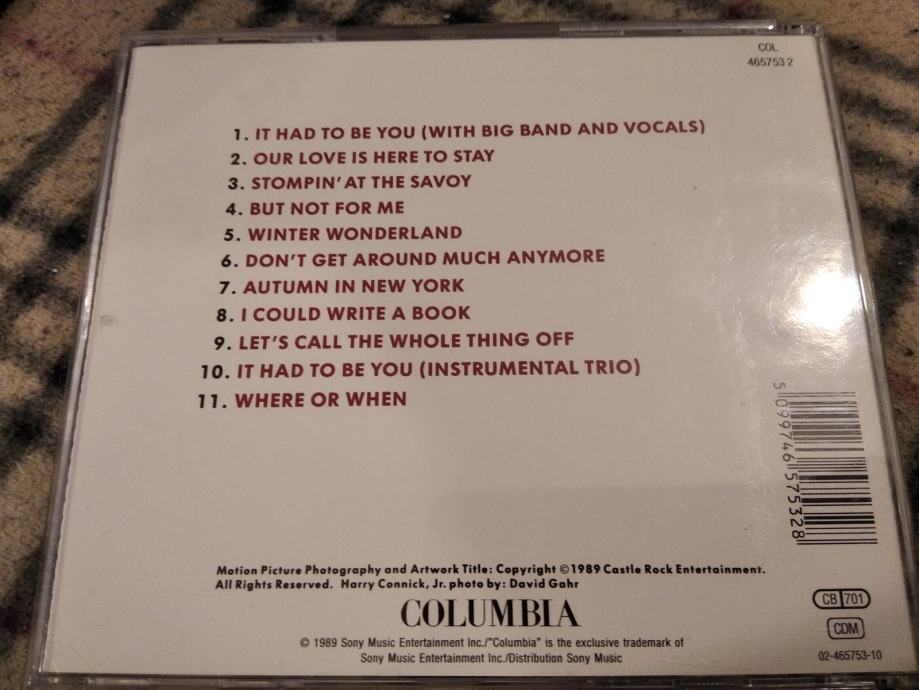 COL
465753 2
1. IT HAD TO BE YOU (WITH BIG BAND AND VOCALS)
2. OUR LOVE IS HERE TO STAY
3. STOMPIN' AT THE SAVOY
4. BUT NOT FOR ME
5. WINTER WONDERLAND
6. DON'T GET AROUND MUCH ANYMORE
7. AUTUMN IN NEW YORK
8. I COULD WRITE A BOOK
9. LET'S CALL THE WHOLE THING OFF
10. IT HAD TO BE YOU (INSTRUMENTAL TRIO)
11. WHERE OR WHEN
5 099746 575328
Motion Picture Photography and Artwork Title: Copyright ©1989 Castle Rock Entertainment.
All Rights Reserved. Harry Connick, Jr. photo by: David Gahr
COLUMBIA
© 1989 Sony Music Entertainment Inc./"Columbia" is the exclusive trademark of
Sony Music Entertainment Inc./Distribution Sony Music
CB 701
CDM
02-465753-10